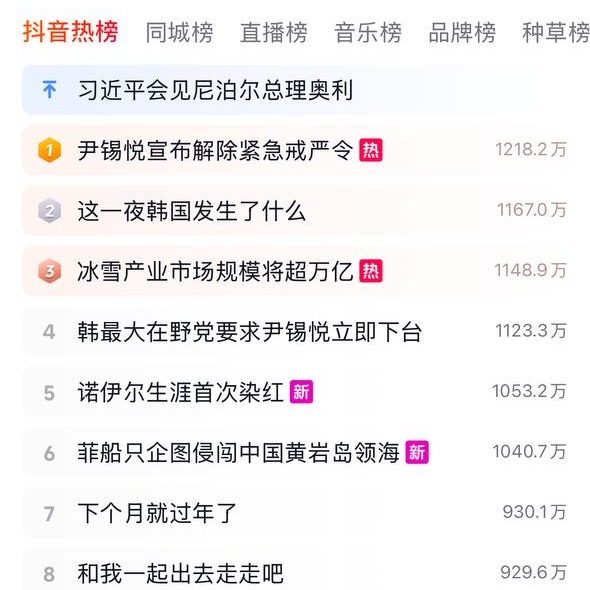 抖音热榜 同城榜 直播榜 音乐榜 品牌榜 种草榜
习近平会见尼泊尔总理奥利
1 尹锡悦宣布解除紧急戒严令 热 1218.2万
2 这一夜韩国发生了什么 1167.0万
3 冰雪产业市场规模将超万亿 热 1148.9万
4 韩最大在野党要求尹锡悦立即下台 1123.3万
5 诺伊尔生涯首次染红 新 1053.2万
6 菲船只企图侵闯中国黄岩岛领海 新 1040.7万
7 下个月就过年了 930.1万
8 和我一起出去走走吧 929.6万